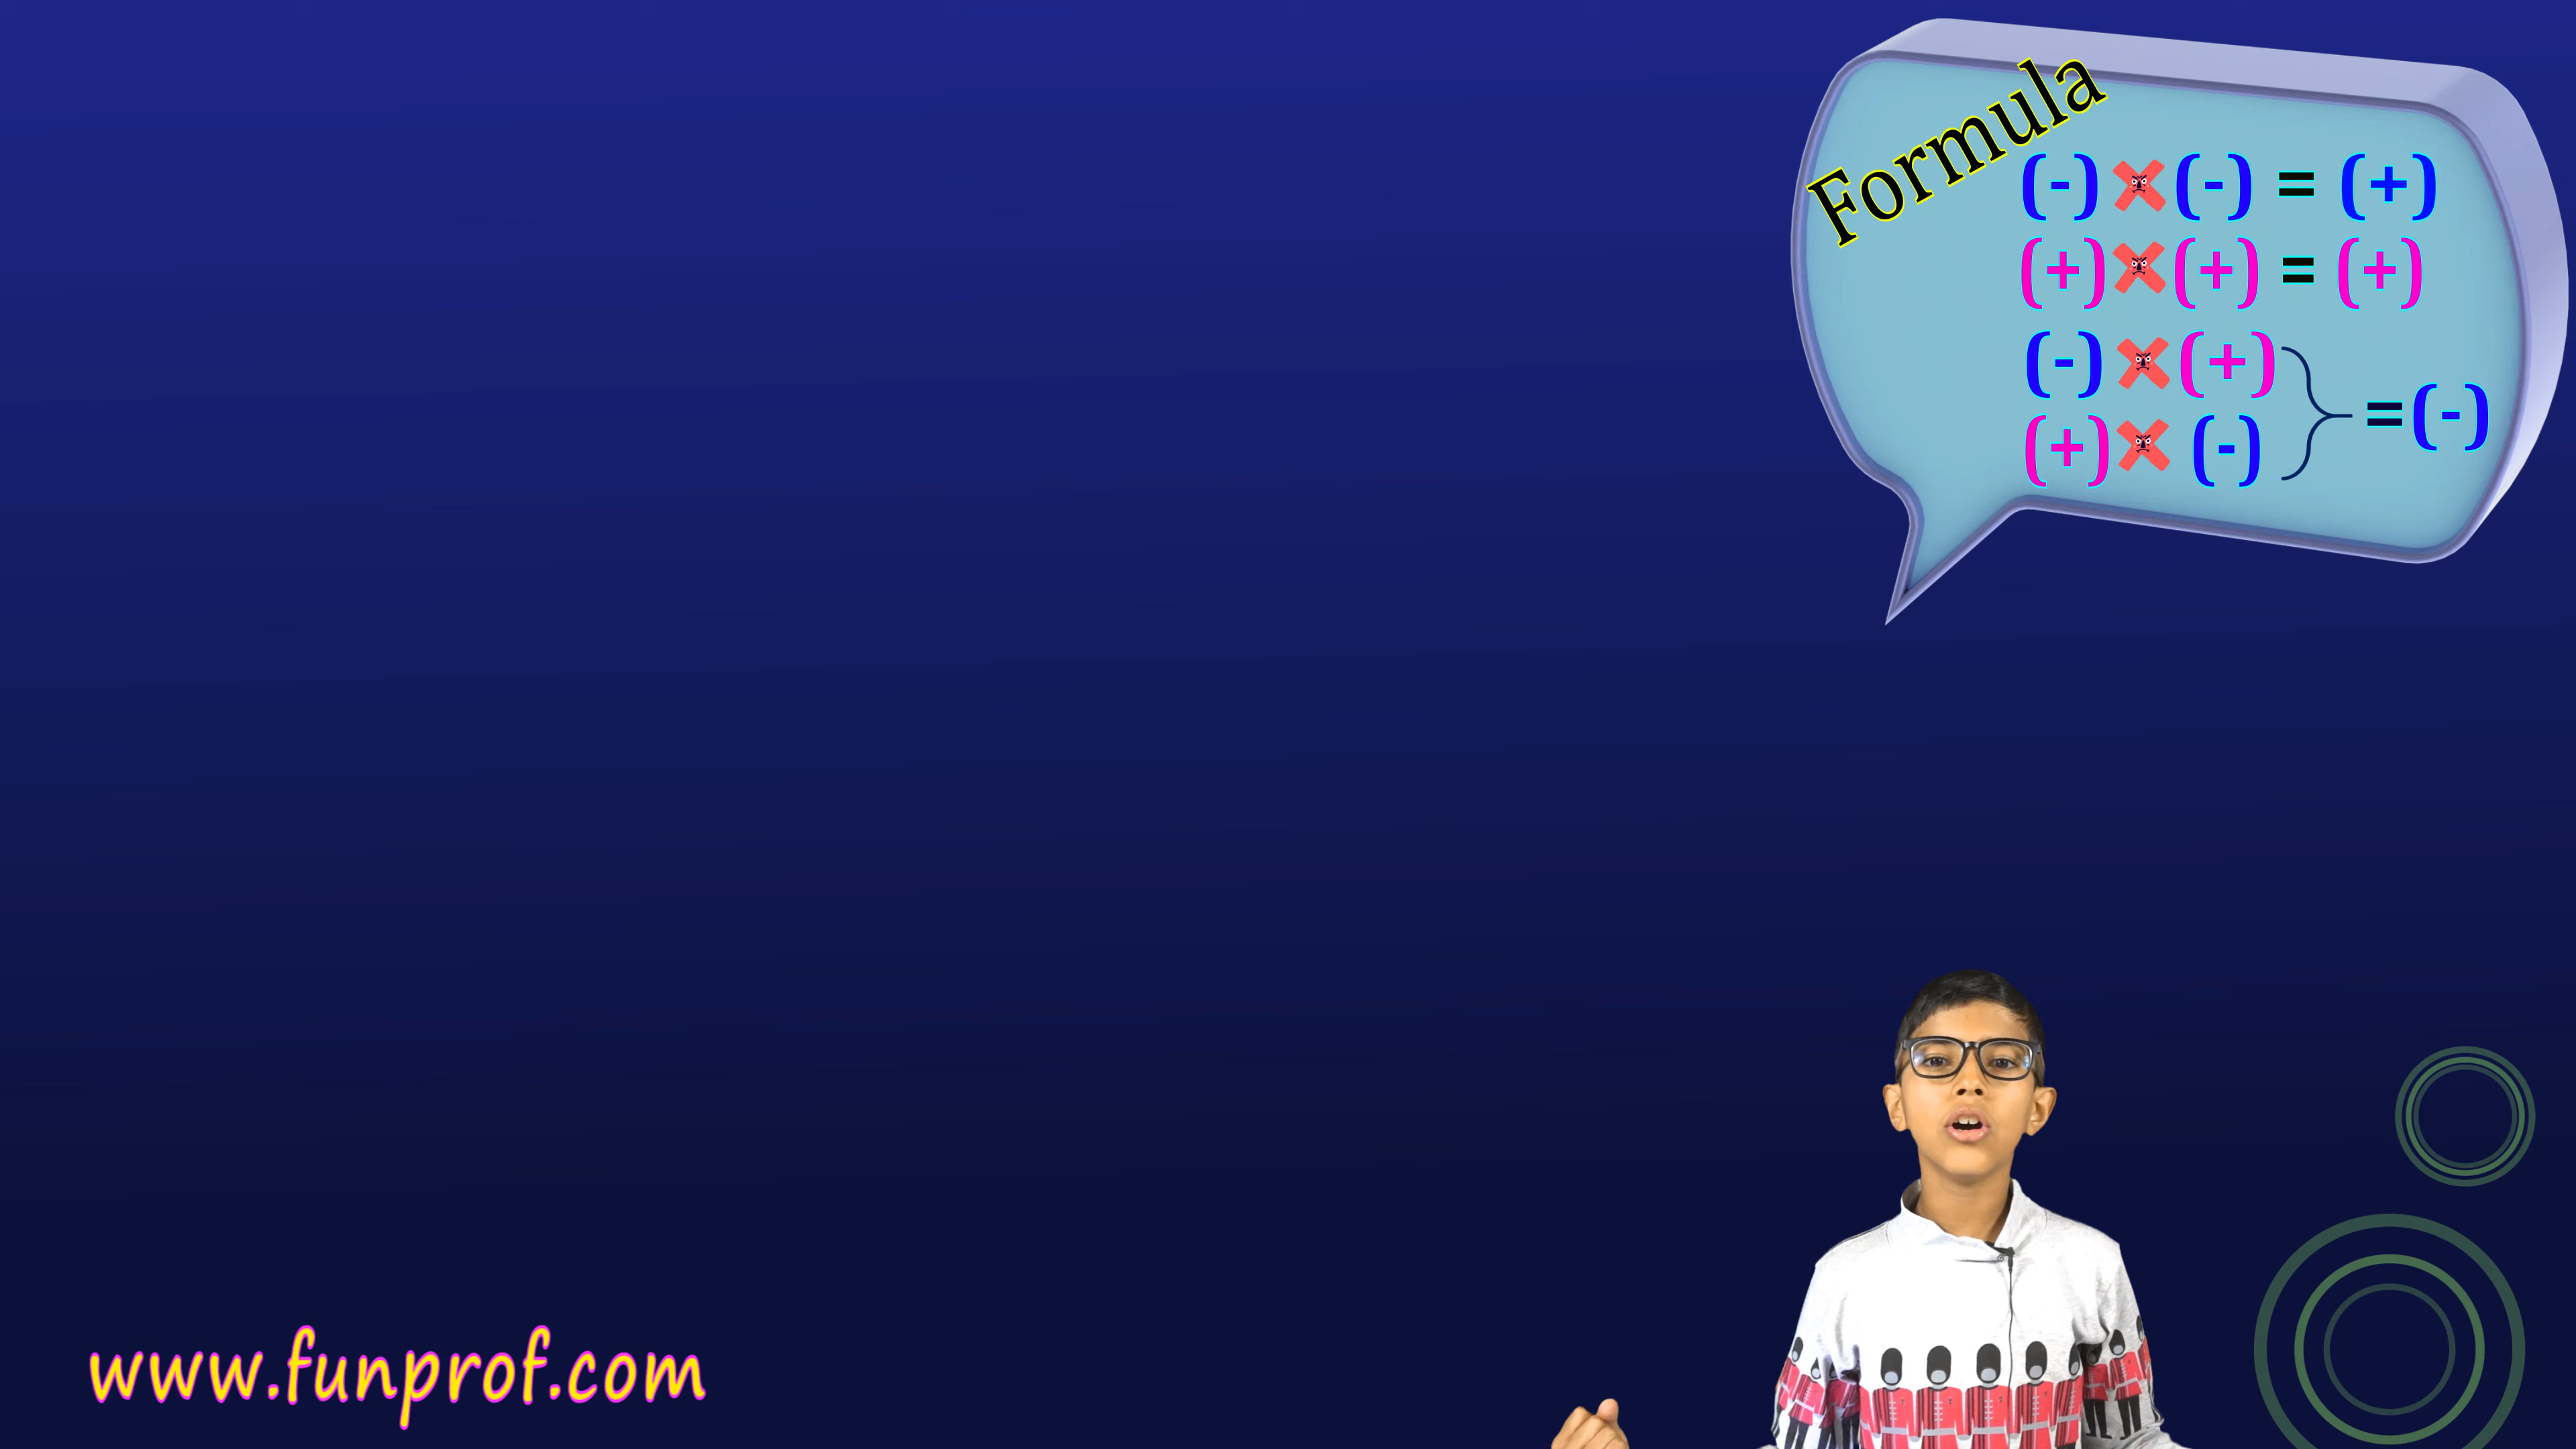 Formula
(-)×(-) = (+)
(+)×(+) = (+)
(-)×(+)
(+)×(-)
=(-)
www.funprof.com